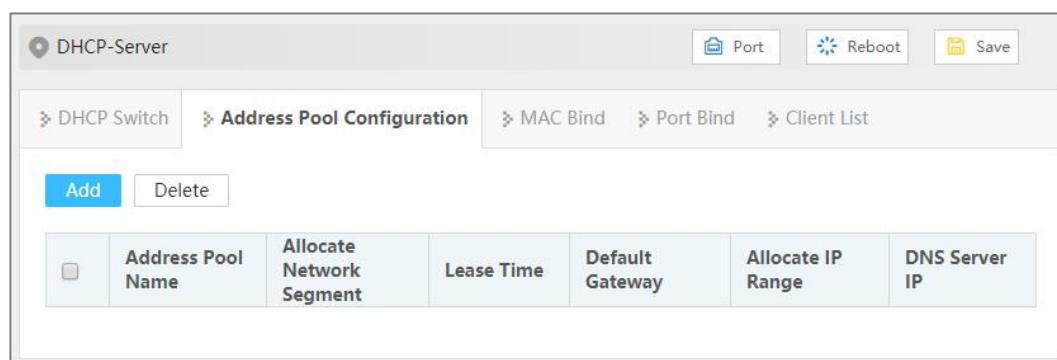 DHCP-Server Port Reboot Save
DHCP Switch Address Pool Configuration MAC Bind Port Bind Client List
Add Delete
Address Pool Name Allocate Network Segment Lease Time Default Gateway Allocate IP Range DNS Server IP